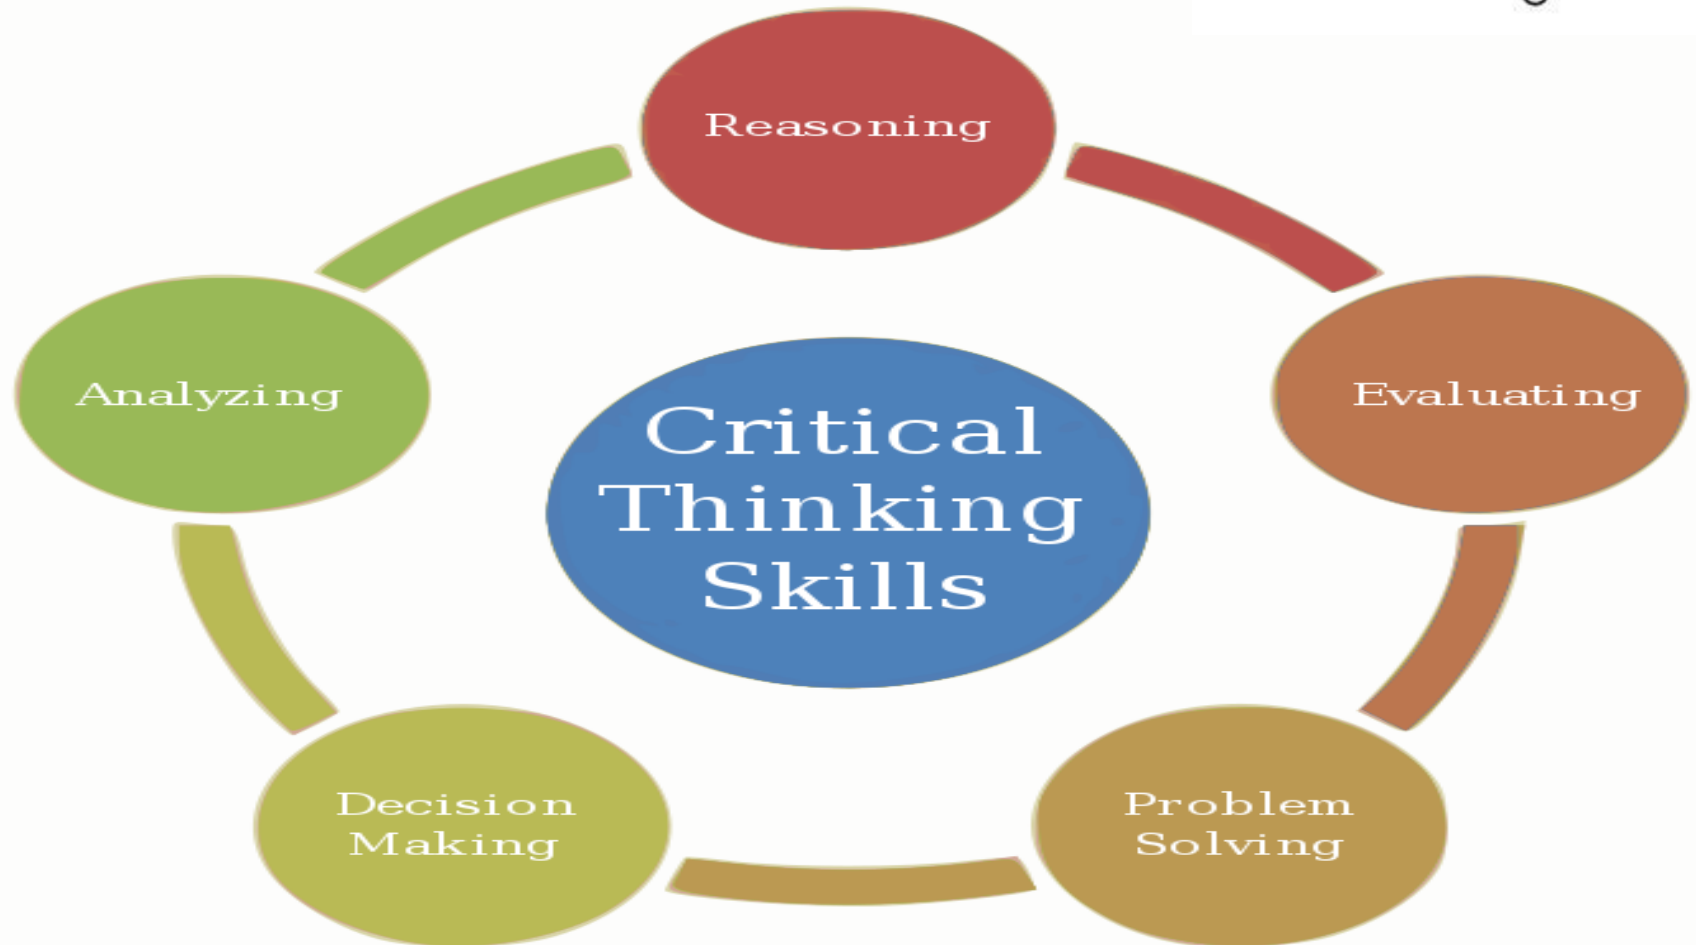 Reasoning
Evaluating
Problem
Solving
Decision
Making
Analyzing
Critical
Thinking
Skills